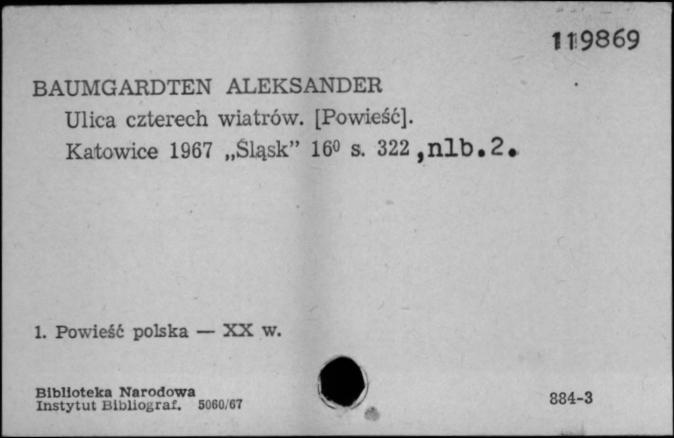 119869
BAUMGARDTEN ALEKSANDER
Ulica czterech wiatrów. [Powieść].
Katowice 1967 „Śląsk” 16⁰ s. 322 ,nlb.2.
1. Powieść polska — XX w.
Biblioteka Narodowa
Instytut Bibliograf. 5060/67
884-3